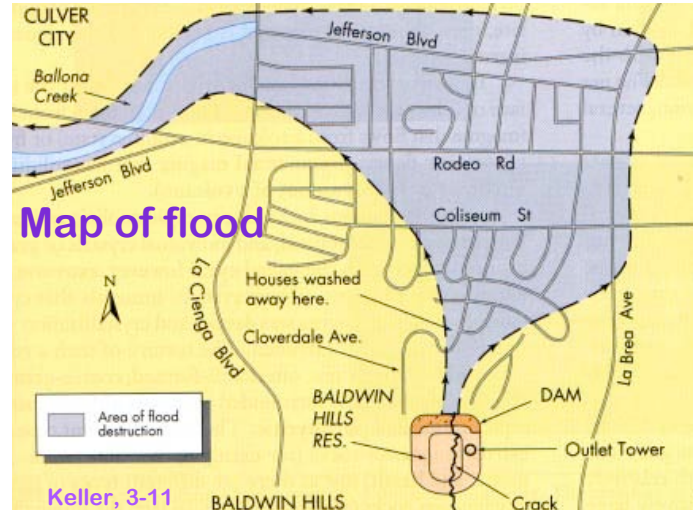 CULVER
CITY
Ballona
Creek
Jefferson Blvd
Jefferson Blvd
Rodeo Rd
Map of flood
Coliseum St
La Cienga Blvd
Houses washed
away here.
N
Cloverdale Ave.
La Brea Ave
BALDWIN
HILLS
RES.
DAM
Area of flood
destruction
Outlet Tower
Keller, 3-11
BALDWIN HILLS
Crack